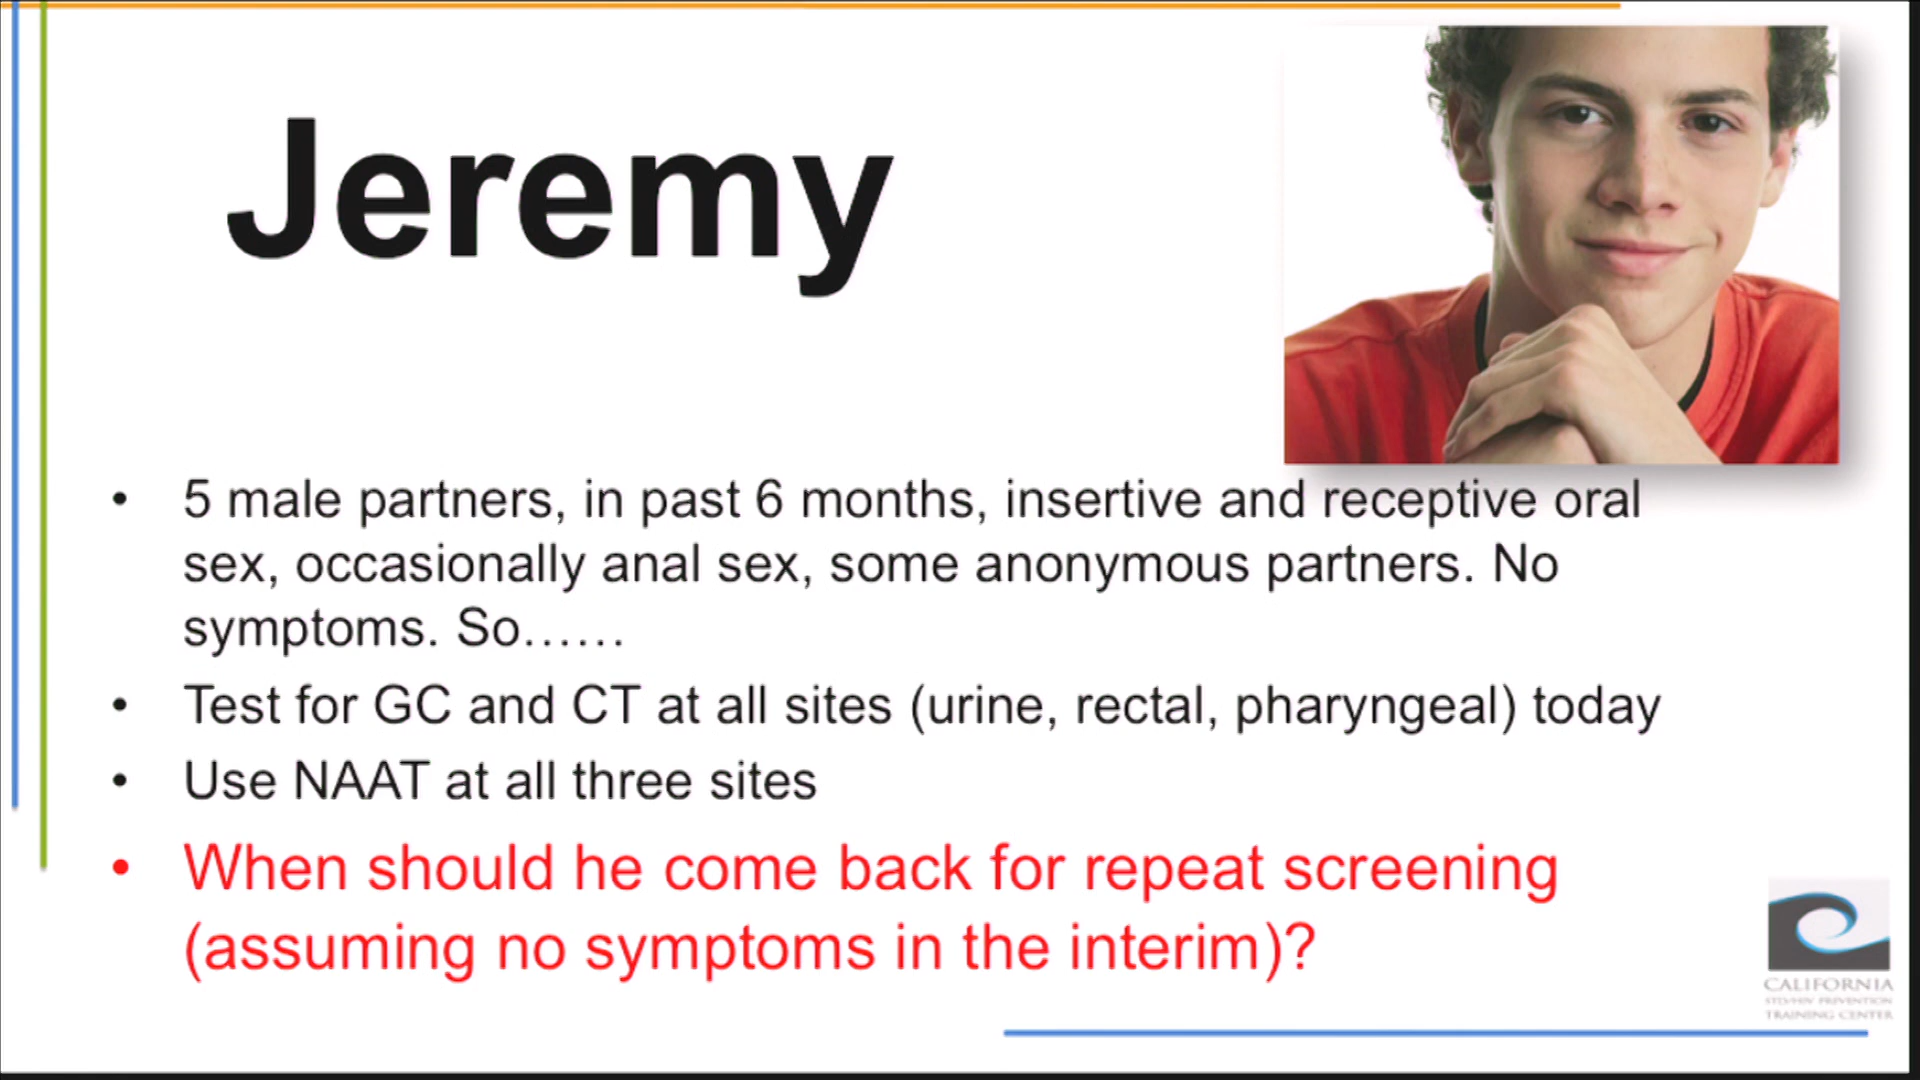 Jeremy
• 5 male partners, in past 6 months, insertive and receptive oral
sex, occasionally anal sex, some anonymous partners. No
symptoms. So……
• Test for GC and CT at all sites (urine, rectal, pharyngeal) today
• Use NAAT at all three sites
• When should he come back for repeat screening
(assuming no symptoms in the interim)?
CALIFORNIA
STD/HIV PREVENTION
TRAINING CENTER